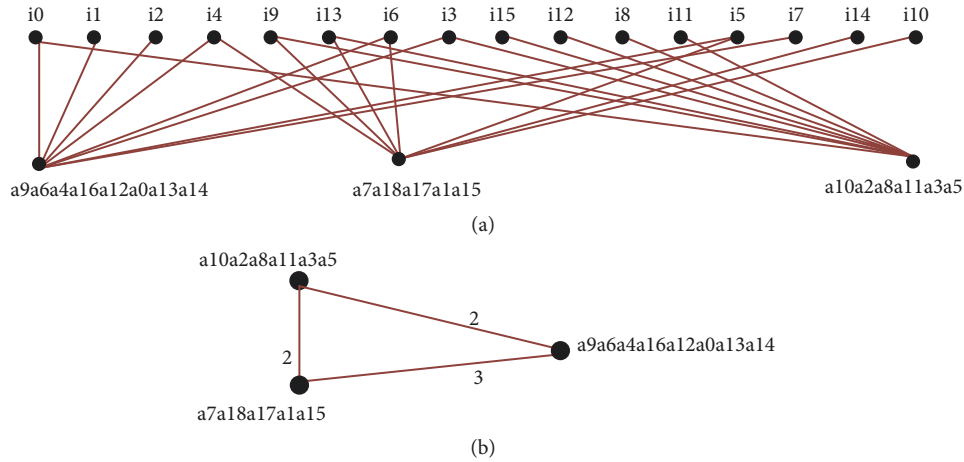 i0 i1 i2 i4 i9 i13 i6 i3 i15 i12 i8 i11 i5 i7 i14 i10
a9a6a4a16a12a0a13a14 a7a18a17a1a15 a10a2a8a11a3a5
(a)
a10a2a8a11a3a5
2
a9a6a4a16a12a0a13a14
2
3
a7a18a17a1a15
(b)